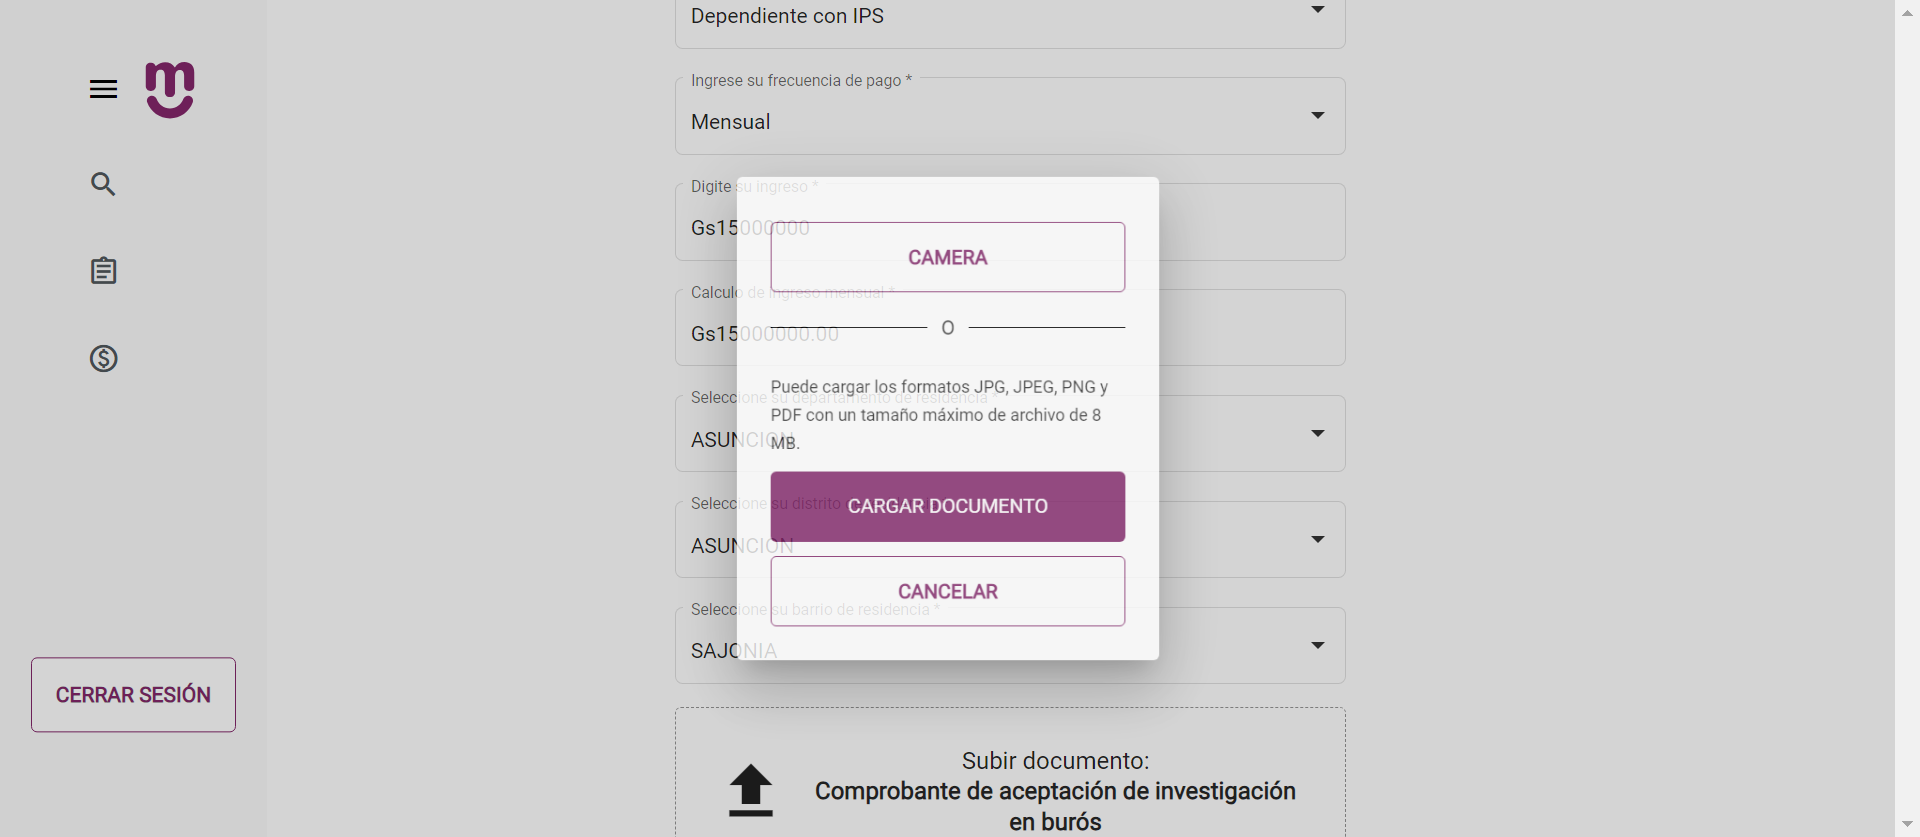 Dependiente con IPS
Ingrese su frecuencia de pago *
Mensual
Digite su ingreso *
Gs15000000
CAMERA
Calculo de ingreso mensual *
O
Gs15000000.00
Puede cargar los formatos JPG, JPEG, PNG y
Seleccione su departamento de residencia *
PDF con un tamaño máximo de archivo de 8
ASUNCION
MB.
Seleccione su distrito
CARGAR DOCUMENTO
ASUNCION
CANCELAR
Seleccione su barrio de residencia *
SAJONIA
CERRAR SESIÓN
Subir documento:
Comprobante de aceptación de investigación
en burós